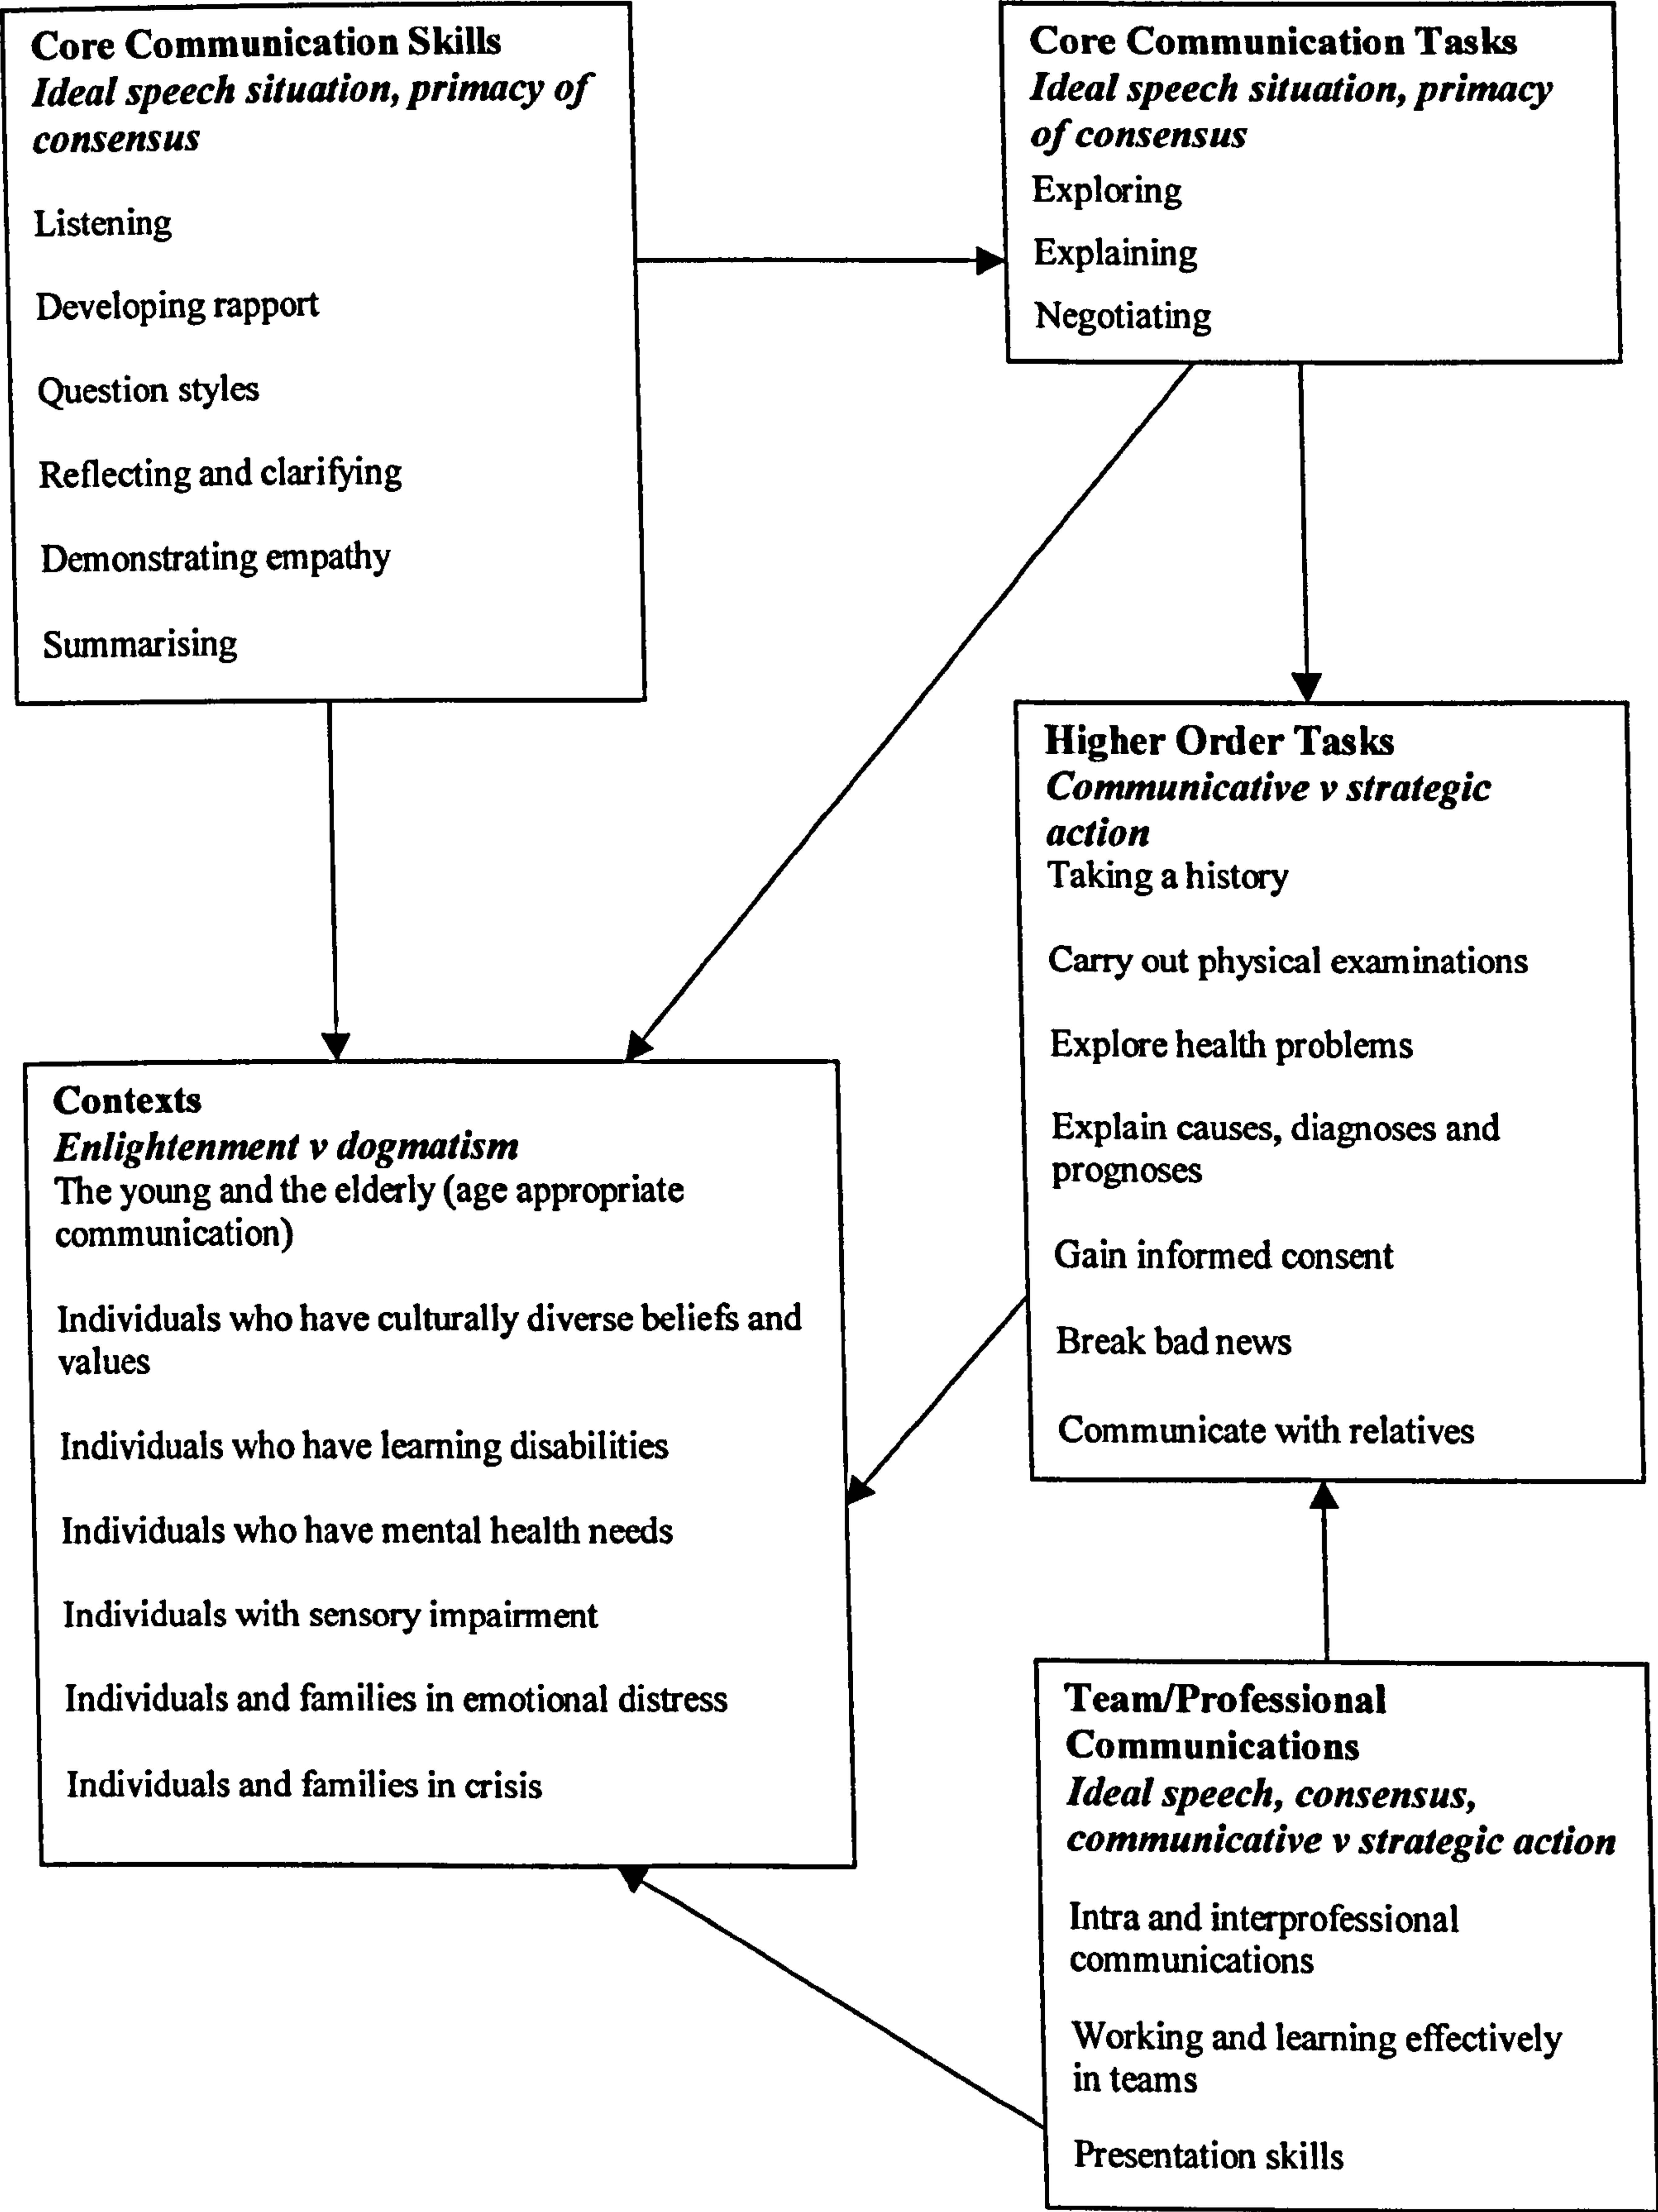 Core Communication Skills
Ideal speech situation, primacy of
consensus
Listening
Developing rapport
Question styles
Reflecting and clarifying
Demonstrating empathy
Summarising
Core Communication Tasks
Ideal speech situation, primacy
of consensus
Exploring
Explaining
Negotiating
Higher Order Tasks
Communicative v strategic
action
Taking a history
Carry out physical examinations
Explore health problems
Explain causes, diagnoses and
prognoses
Gain informed consent
Break bad news
Communicate with relatives
Contexts
Enlightenment v dogmatism
The young and the elderly (age appropriate
communication)
Individuals who have culturally diverse beliefs and
values
Individuals who have learning disabilities
Individuals who have mental health needs
Individuals with sensory impairment
Individuals and families in emotional distress
Individuals and families in crisis
Team/Professional
Communications
Ideal speech, consensus,
communicative v strategic action
Intra and interprofessional
communications
Working and learning effectively
in teams
Presentation skills